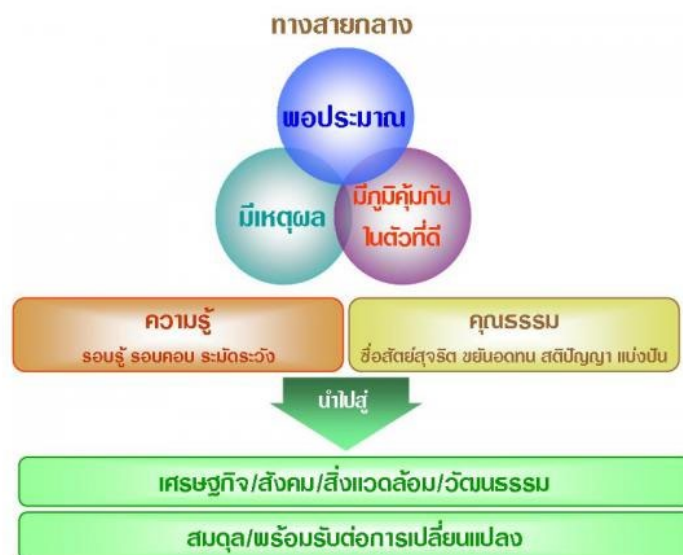 ทางสายกลาง
พอประมาณ
มีเหตุผล
มีภูมิคุ้มกัน
ในตัวที่ดี
ความรู้
รอบรู้ รอบคอบ ระมัดระวัง
คุณธรรม
ซื่อสัตย์สุจริต ขยันอดทน สติปัญญา แบ่งปัน
นำไปสู่
เศรษฐกิจ/สังคม/สิ่งแวดล้อม/วัฒนธรรม
สมดุล/พร้อมรับต่อการเปลี่ยนแปลง